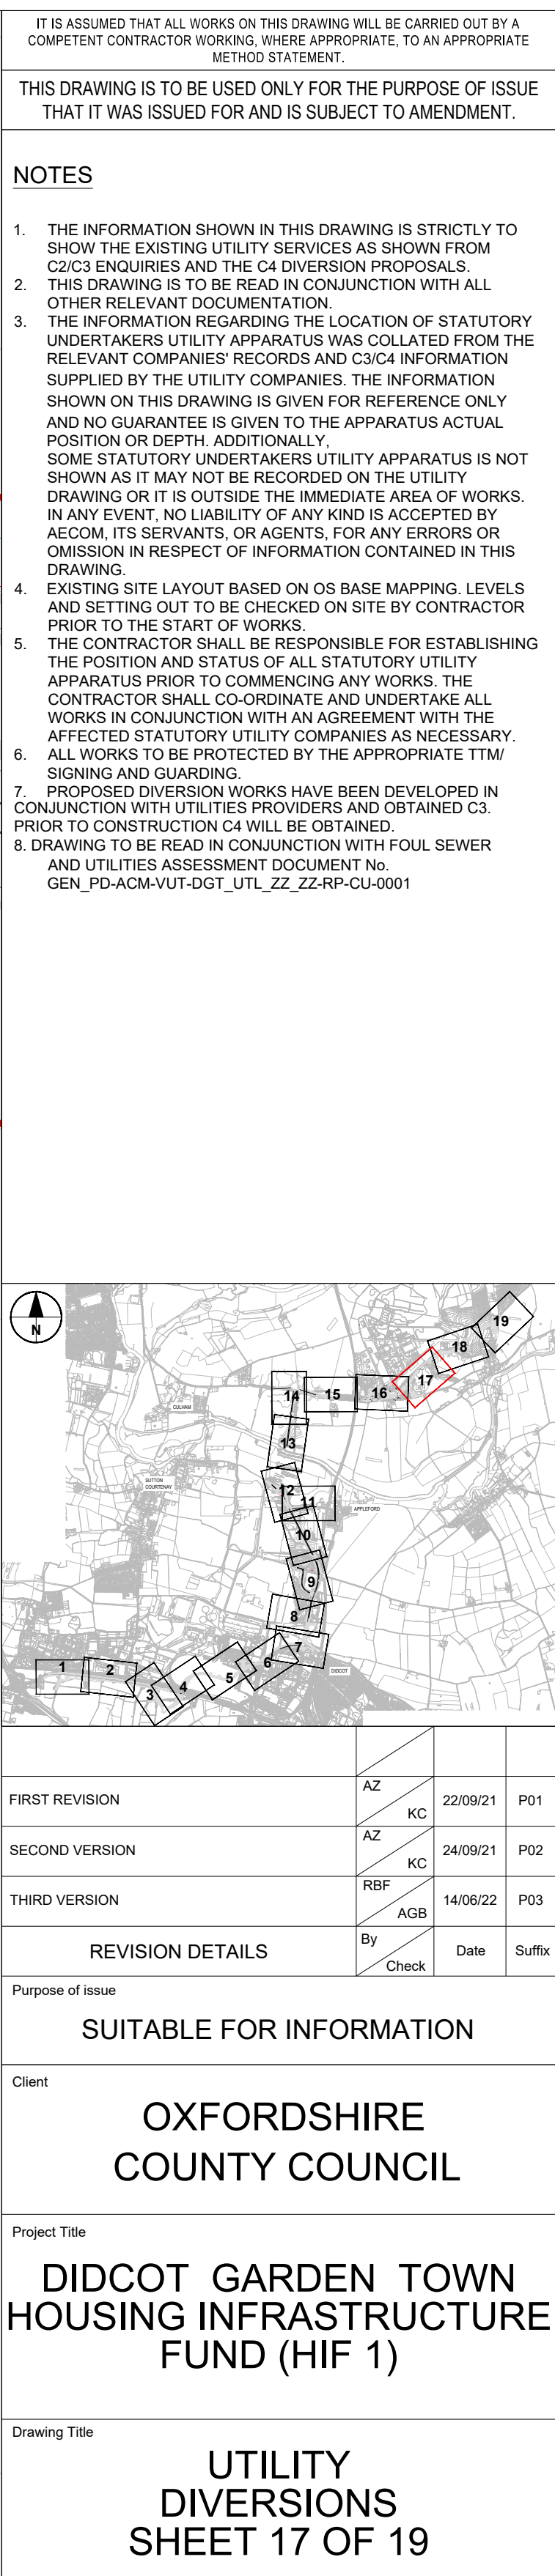 IT IS ASSUMED THAT ALL WORKS ON THIS DRAWING WILL BE CARRIED OUT BY A
COMPETENT CONTRACTOR WORKING, WHERE APPROPRIATE, TO AN APPROPRIATE
METHOD STATEMENT.
THIS DRAWING IS TO BE USED ONLY FOR THE PURPOSE OF ISSUE
THAT IT WAS ISSUED FOR AND IS SUBJECT TO AMENDMENT.
NOTES
1. THE INFORMATION SHOWN IN THIS DRAWING IS STRICTLY TO
SHOW THE EXISTING UTILITY SERVICES AS SHOWN FROM
C2/C3 ENQUIRIES AND THE C4 DIVERSION PROPOSALS.
2. THIS DRAWING IS TO BE READ IN CONJUNCTION WITH ALL
OTHER RELEVANT DOCUMENTATION.
3. THE INFORMATION REGARDING THE LOCATION OF STATUTORY
UNDERTAKERS UTILITY APPARATUS WAS COLLATED FROM THE
RELEVANT COMPANIES' RECORDS AND C3/C4 INFORMATION
SUPPLIED BY THE UTILITY COMPANIES. THE INFORMATION
SHOWN ON THIS DRAWING IS GIVEN FOR REFERENCE ONLY
AND NO GUARANTEE IS GIVEN TO THE APPARATUS ACTUAL
POSITION OR DEPTH. ADDITIONALLY,
SOME STATUTORY UNDERTAKERS UTILITY APPARATUS IS NOT
SHOWN AS IT MAY NOT BE RECORDED ON THE UTILITY
DRAWING OR IT IS OUTSIDE THE IMMEDIATE AREA OF WORKS.
IN ANY EVENT, NO LIABILITY OF ANY KIND IS ACCEPTED BY
AECOM, ITS SERVANTS, OR AGENTS, FOR ANY ERRORS OR
OMISSION IN RESPECT OF INFORMATION CONTAINED IN THIS
DRAWING.
4. EXISTING SITE LAYOUT BASED ON OS BASE MAPPING. LEVELS
AND SETTING OUT TO BE CHECKED ON SITE BY CONTRACTOR
PRIOR TO THE START OF WORKS.
5. THE CONTRACTOR SHALL BE RESPONSIBLE FOR ESTABLISHING
THE POSITION AND STATUS OF ALL STATUTORY UTILITY
APPARATUS PRIOR TO COMMENCING ANY WORKS. THE
CONTRACTOR SHALL CO-ORDINATE AND UNDERTAKE ALL
WORKS IN CONJUNCTION WITH AN AGREEMENT WITH THE
AFFECTED STATUTORY UTILITY COMPANIES AS NECESSARY.
6. ALL WORKS TO BE PROTECTED BY THE APPROPRIATE TTM/
SIGNING AND GUARDING.
7. PROPOSED DIVERSION WORKS HAVE BEEN DEVELOPED IN
CONJUNCTION WITH UTILITIES PROVIDERS AND OBTAINED C3.
PRIOR TO CONSTRUCTION C4 WILL BE OBTAINED.
8. DRAWING TO BE READ IN CONJUNCTION WITH FOUL SEWER
AND UTILITIES ASSESSMENT DOCUMENT No.
GEN_PD-ACM-VUT-DGT_UTL_ZZ_ZZ-RP-CU-0001
N
19
18
17
16
15
14
CULHAM
13
SUTTON
COURTENAY
12
11
APPLEFORD
10
9
8
7
DIDCOT
6
5
4
3
2
1
FIRST REVISION AZ KC 22/09/21 P01
SECOND VERSION AZ KC 24/09/21 P02
THIRD VERSION RBF AGB 14/06/22 P03
REVISION DETAILS By Check Date Suffix
Purpose of issue
SUITABLE FOR INFORMATION
Client
OXFORDSHIRE
COUNTY COUNCIL
Project Title
DIDCOT GARDEN TOWN
HOUSING INFRASTRUCTURE
FUND (HIF 1)
Drawing Title
UTILITY
DIVERSIONS
SHEET 17 OF 19